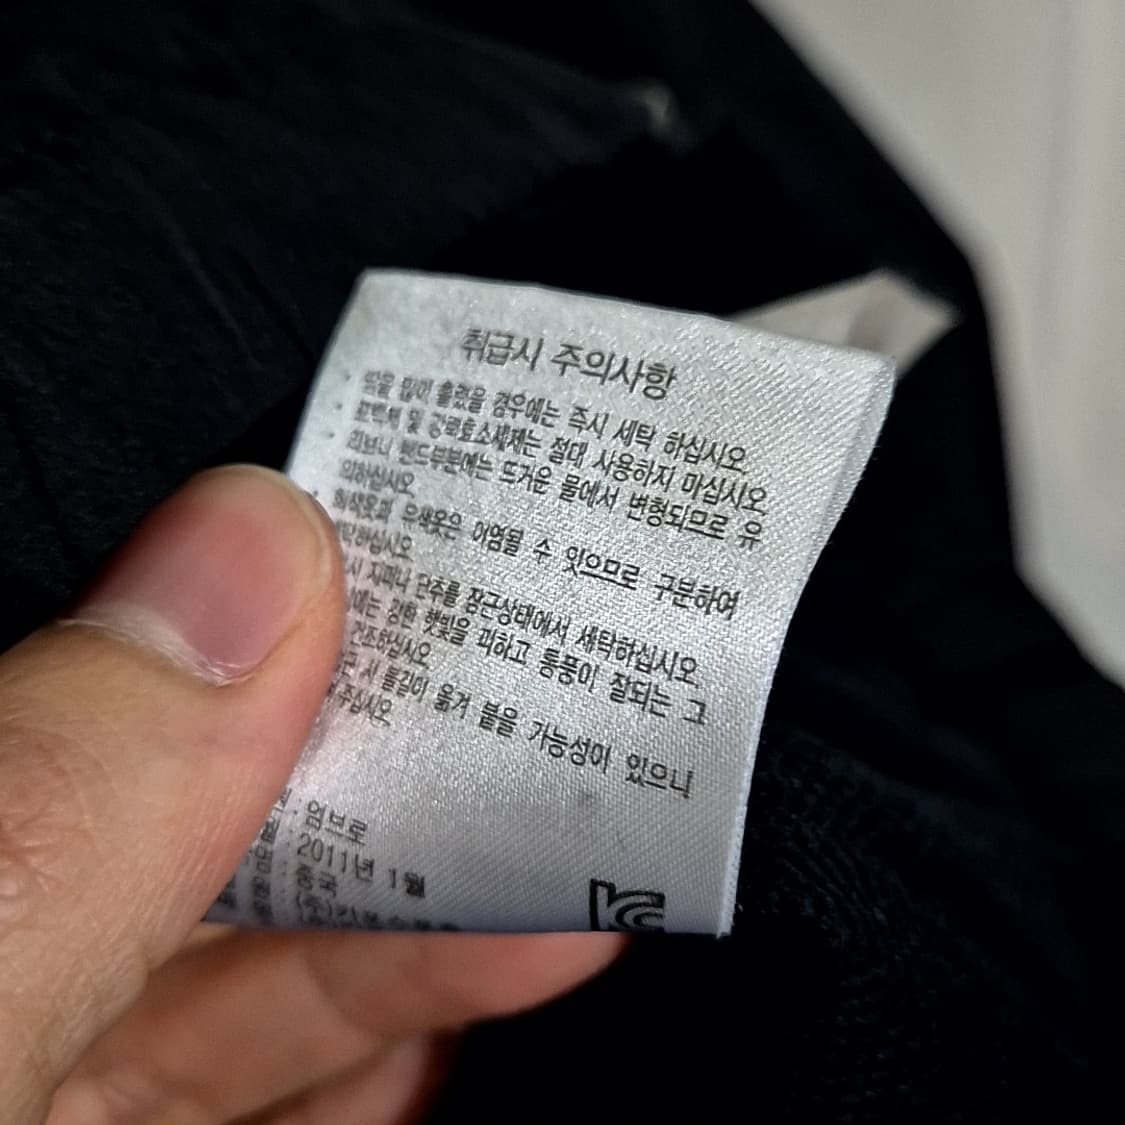 취급시 주의사항
땀을 많이 흘렸을 경우에는 즉시 세탁 하십시오.
표백제 및 강력효소세제는 절대 사용하지 마십시오
리브나 밴드부분에는 뜨거운 물에서 변형되므로 유
의하십시오
유색옷은 이염될 수 있으므로 구분하여
하십시오
시 지퍼나 단추를 잠근상태에서 세탁하십시오.
에는 강한 햇빛을 피하고 통풍이 잘되는 그
건조하십시오
시 털길이 옮겨 붙을 가능성이 있으니
주십시오
엄브로
2011년 1월
중국
KC